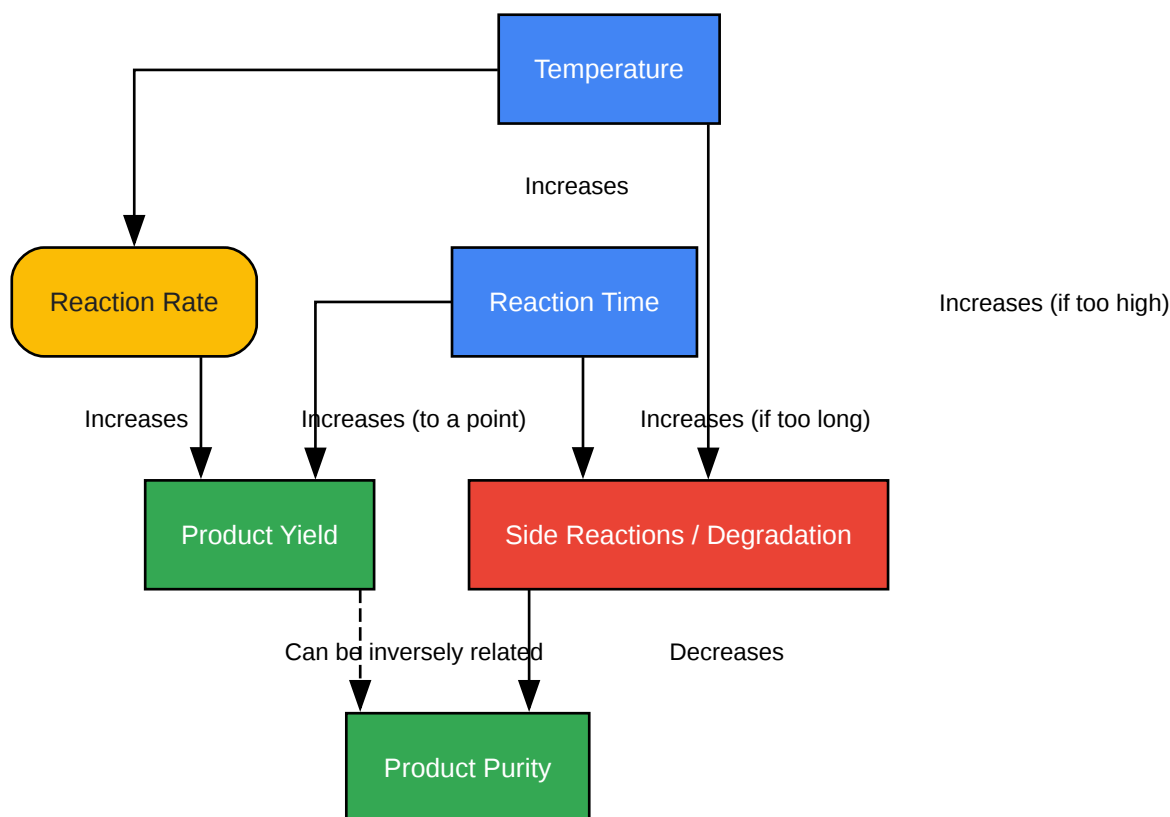 Temperature
Increases
Reaction Rate
Reaction Time
Increases (if too high)
Increases
Increases (to a point)
Increases (if too long)
Product Yield
Side Reactions / Degradation
Can be inversely related
Decreases
Product Purity